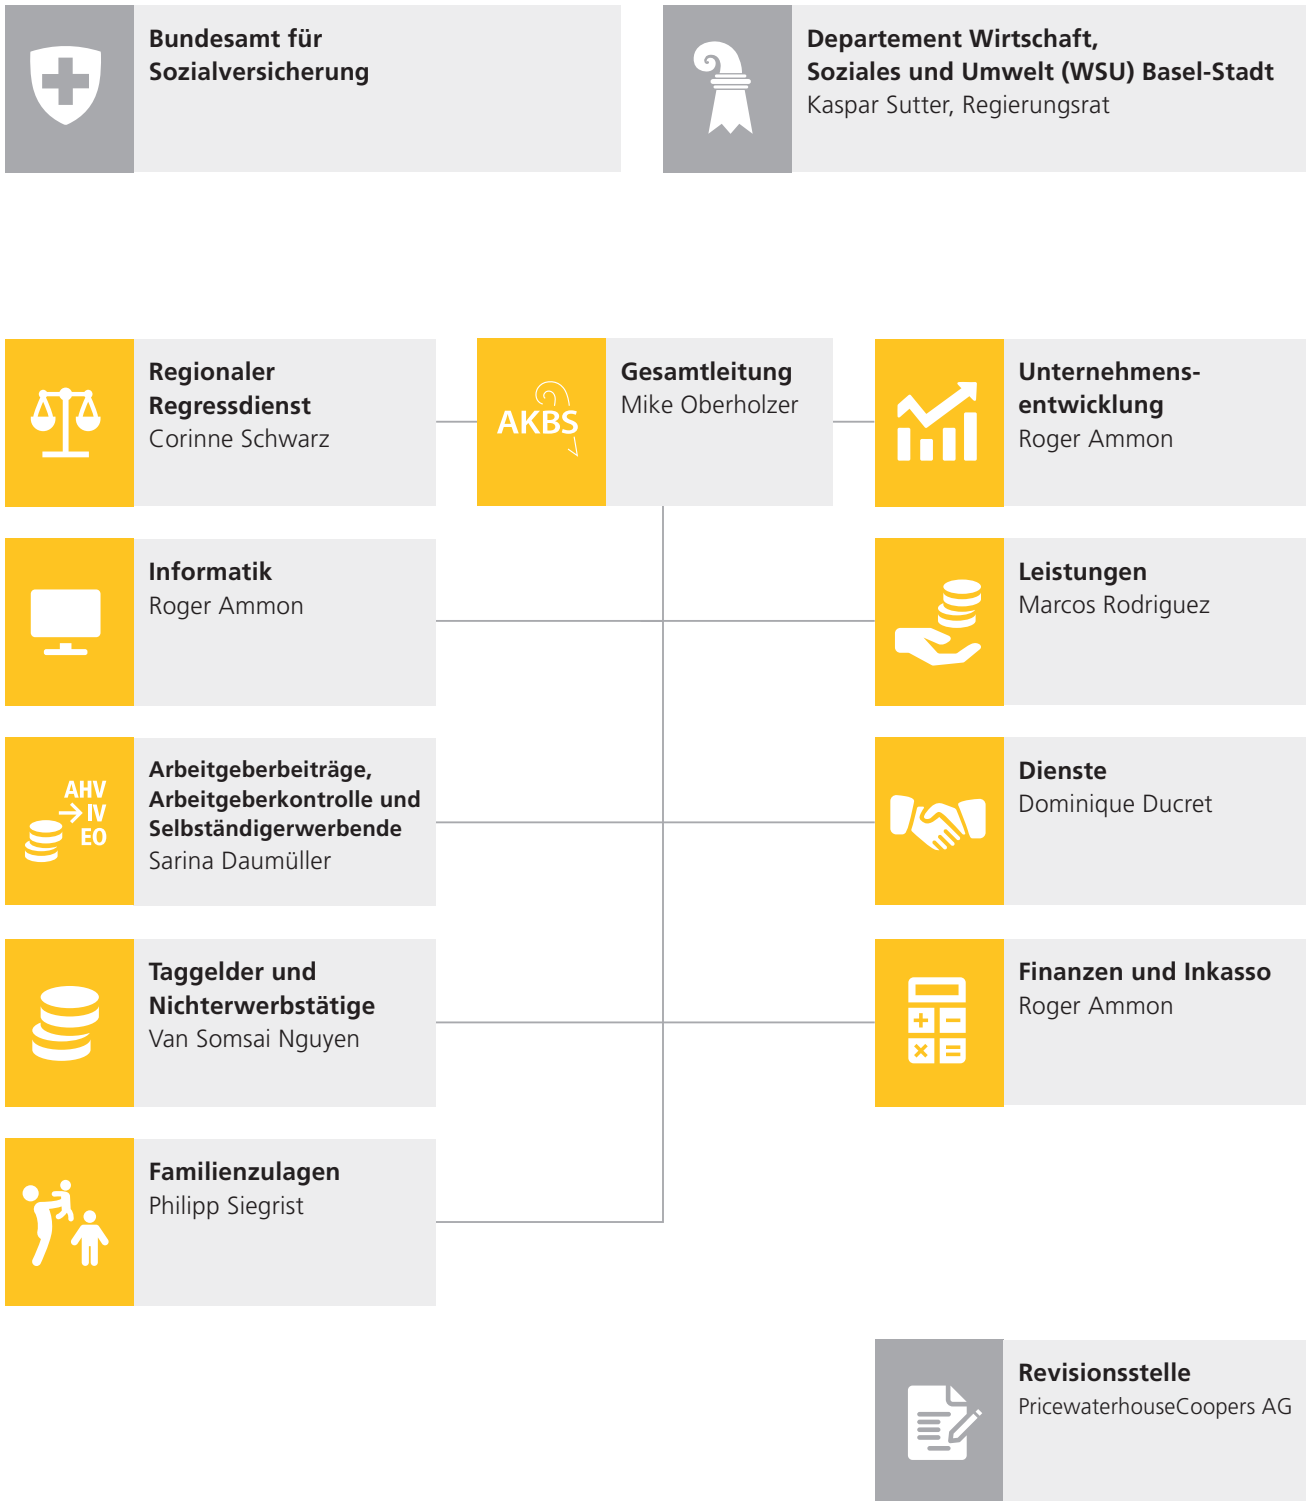 Bundesamt für
Sozialversicherung
Departement Wirtschaft,
Soziales und Umwelt (WSU) Basel-Stadt
Kaspar Sutter, Regierungsrat
Regionaler
Regressdienst
Corinne Schwarz
AKBS
Gesamtleitung
Mike Oberholzer
Unternehmens-
entwicklung
Roger Ammon
Informatik
Roger Ammon
Leistungen
Marcos Rodriguez
AHV
→ IV
EO
Arbeitgeberbeiträge,
Arbeitgeberkontrolle und
Selbständigerwerbende
Sarina Daumüller
Dienste
Dominique Ducret
Taggelder und
Nichterwerbstätige
Van Somsai Nguyen
Finanzen und Inkasso
Roger Ammon
Familienzulagen
Philipp Siegrist
Revisionsstelle
PricewaterhouseCoopers AG